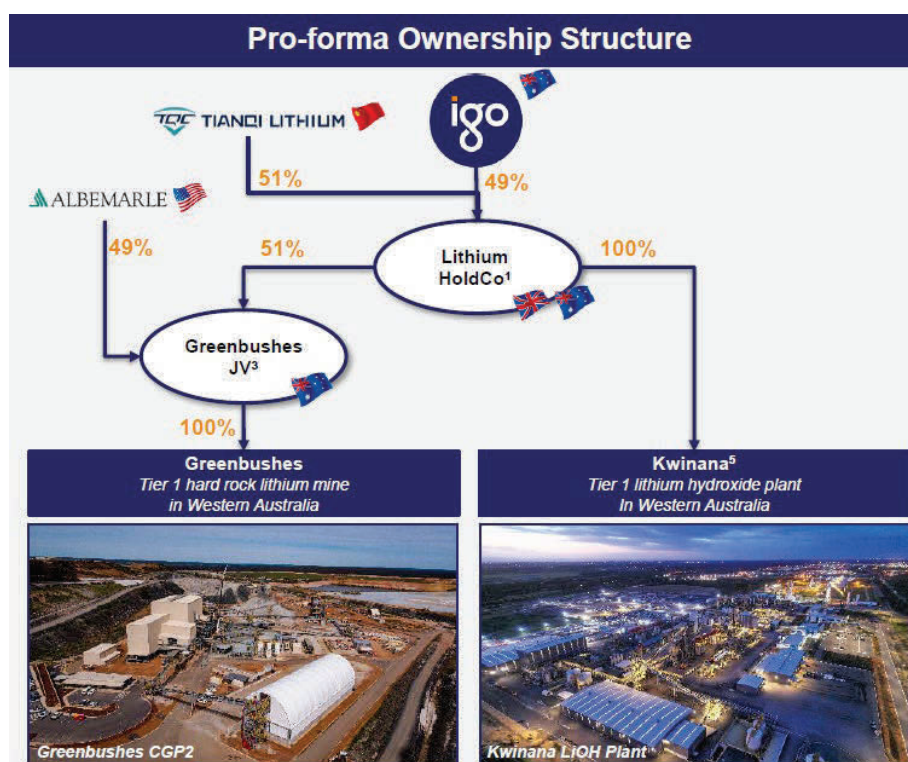 Pro-forma Ownership Structure
TQC TIANQI LITHIUM
igo
51%
49%
ALBEMARLE
49%
51%
Lithium
HoldCo¹
100%
Greenbushes
JV³
100%
Greenbushes
Tier 1 hard rock lithium mine
in Western Australia
Kwinana⁵
Tier 1 lithium hydroxide plant
In Western Australia
Greenbushes CGP2
Kwinana LiOH Plant